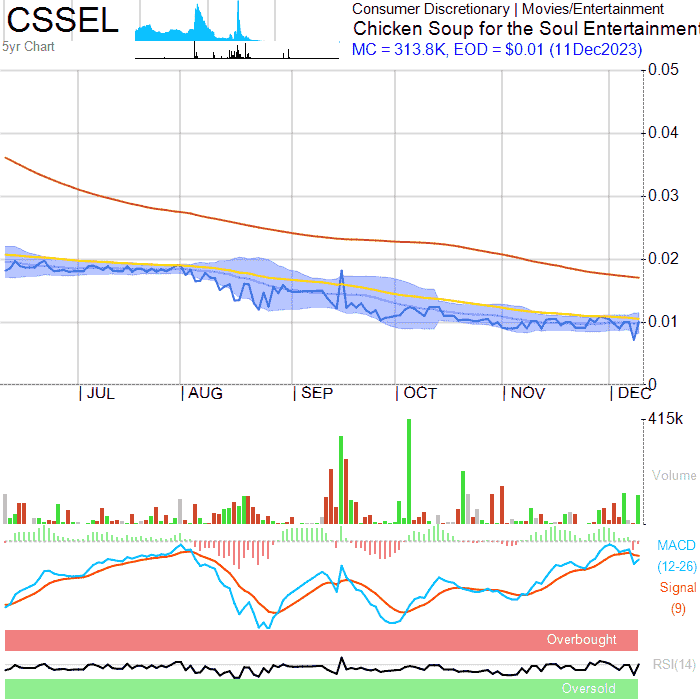 CSSEL
5yr Chart
Consumer Discretionary | Movies/Entertainment
Chicken Soup for the Soul Entertainment
MC = 313.8K, EOD = $0.01 (11Dec2023)
0.05
0.04
0.03
0.02
0.01
0
|JUL |AUG |SEP |OCT |NOV |DEC
415k
Volume
MACD
(12-26)
Signal
(9)
Overbought
RSI(14)
Oversold